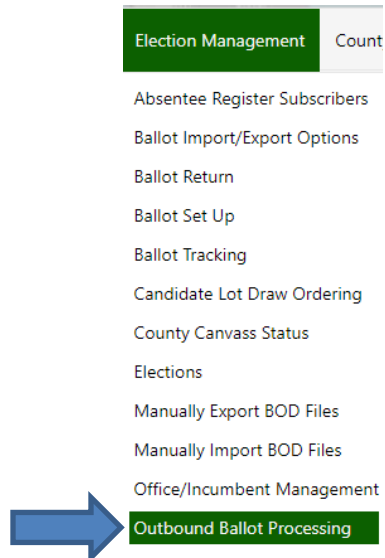 Election Management
Absentee Register Subscribers
Ballot Import/Export Options
Ballot Return
Ballot Set Up
Ballot Tracking
Candidate Lot Draw Ordering
County Canvass Status
Elections
Manually Export BOD Files
Manually Import BOD Files
Office/Incumbent Management
Outbound Ballot Processing